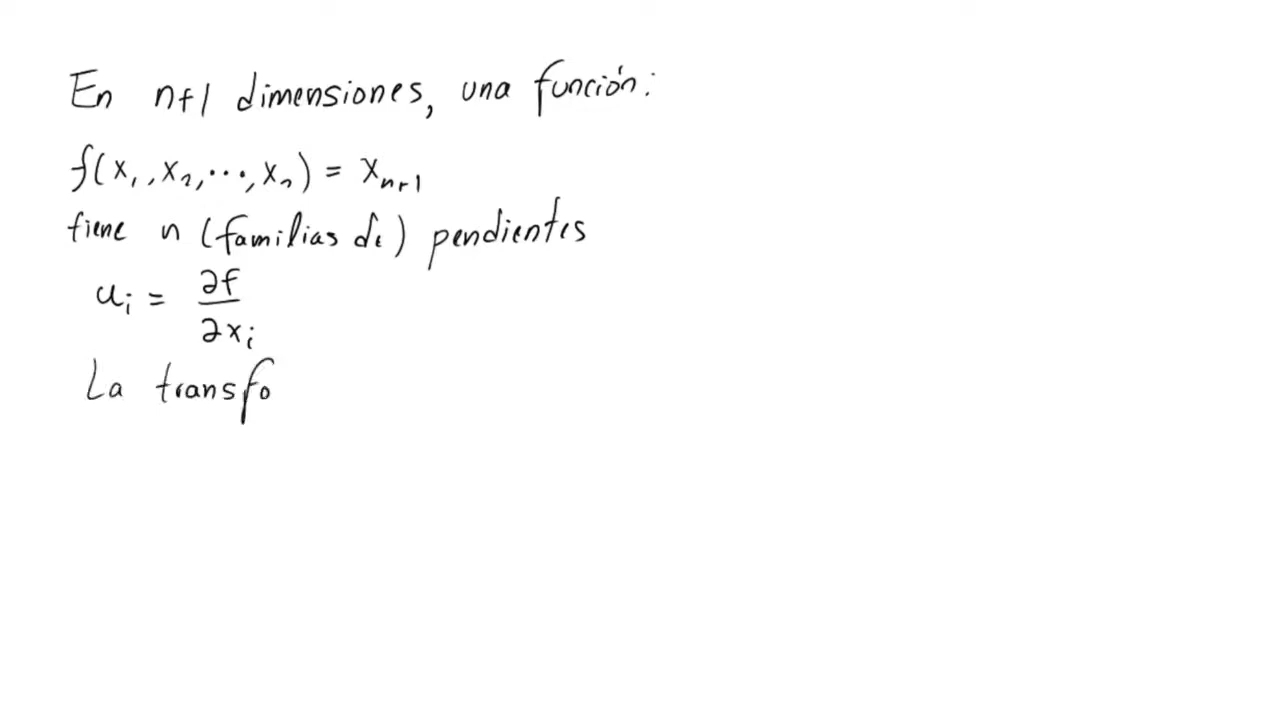 En n+1 dimensiones, una función:
f(x₁, x₂, ..., xₙ) = xₙ₊₁
tiene n (familias de) pendientes
uᵢ = ∂f/∂xᵢ
La transfo